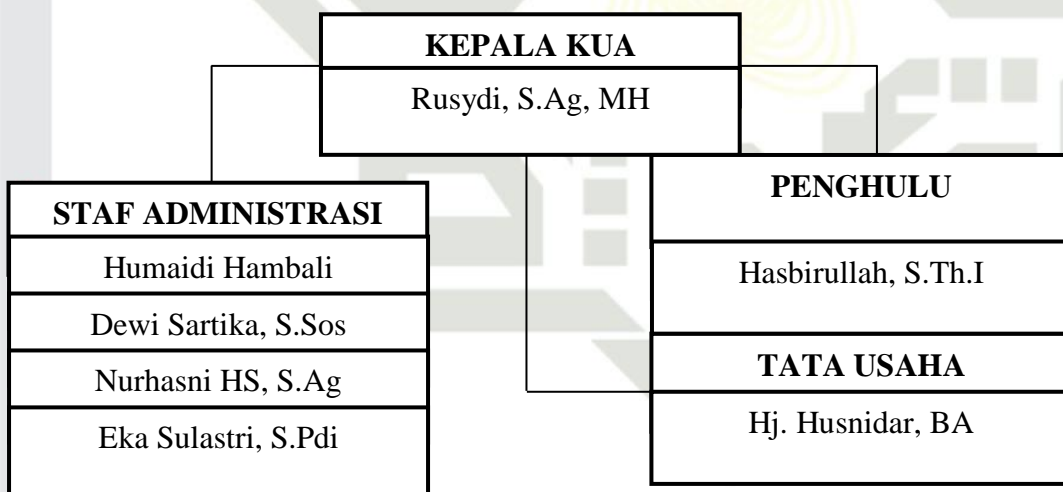 KEPALA KUA
Rusydi, S.Ag, MH
STAF ADMINISTRASI
Humaidi Hambali
Dewi Sartika, S.Sos
Nurhasni HS, S.Ag
Eka Sulastri, S.Pdi
PENGHULU
Hasbirullah, S.Th.I
TATA USAHA
Hj. Husnidar, BA